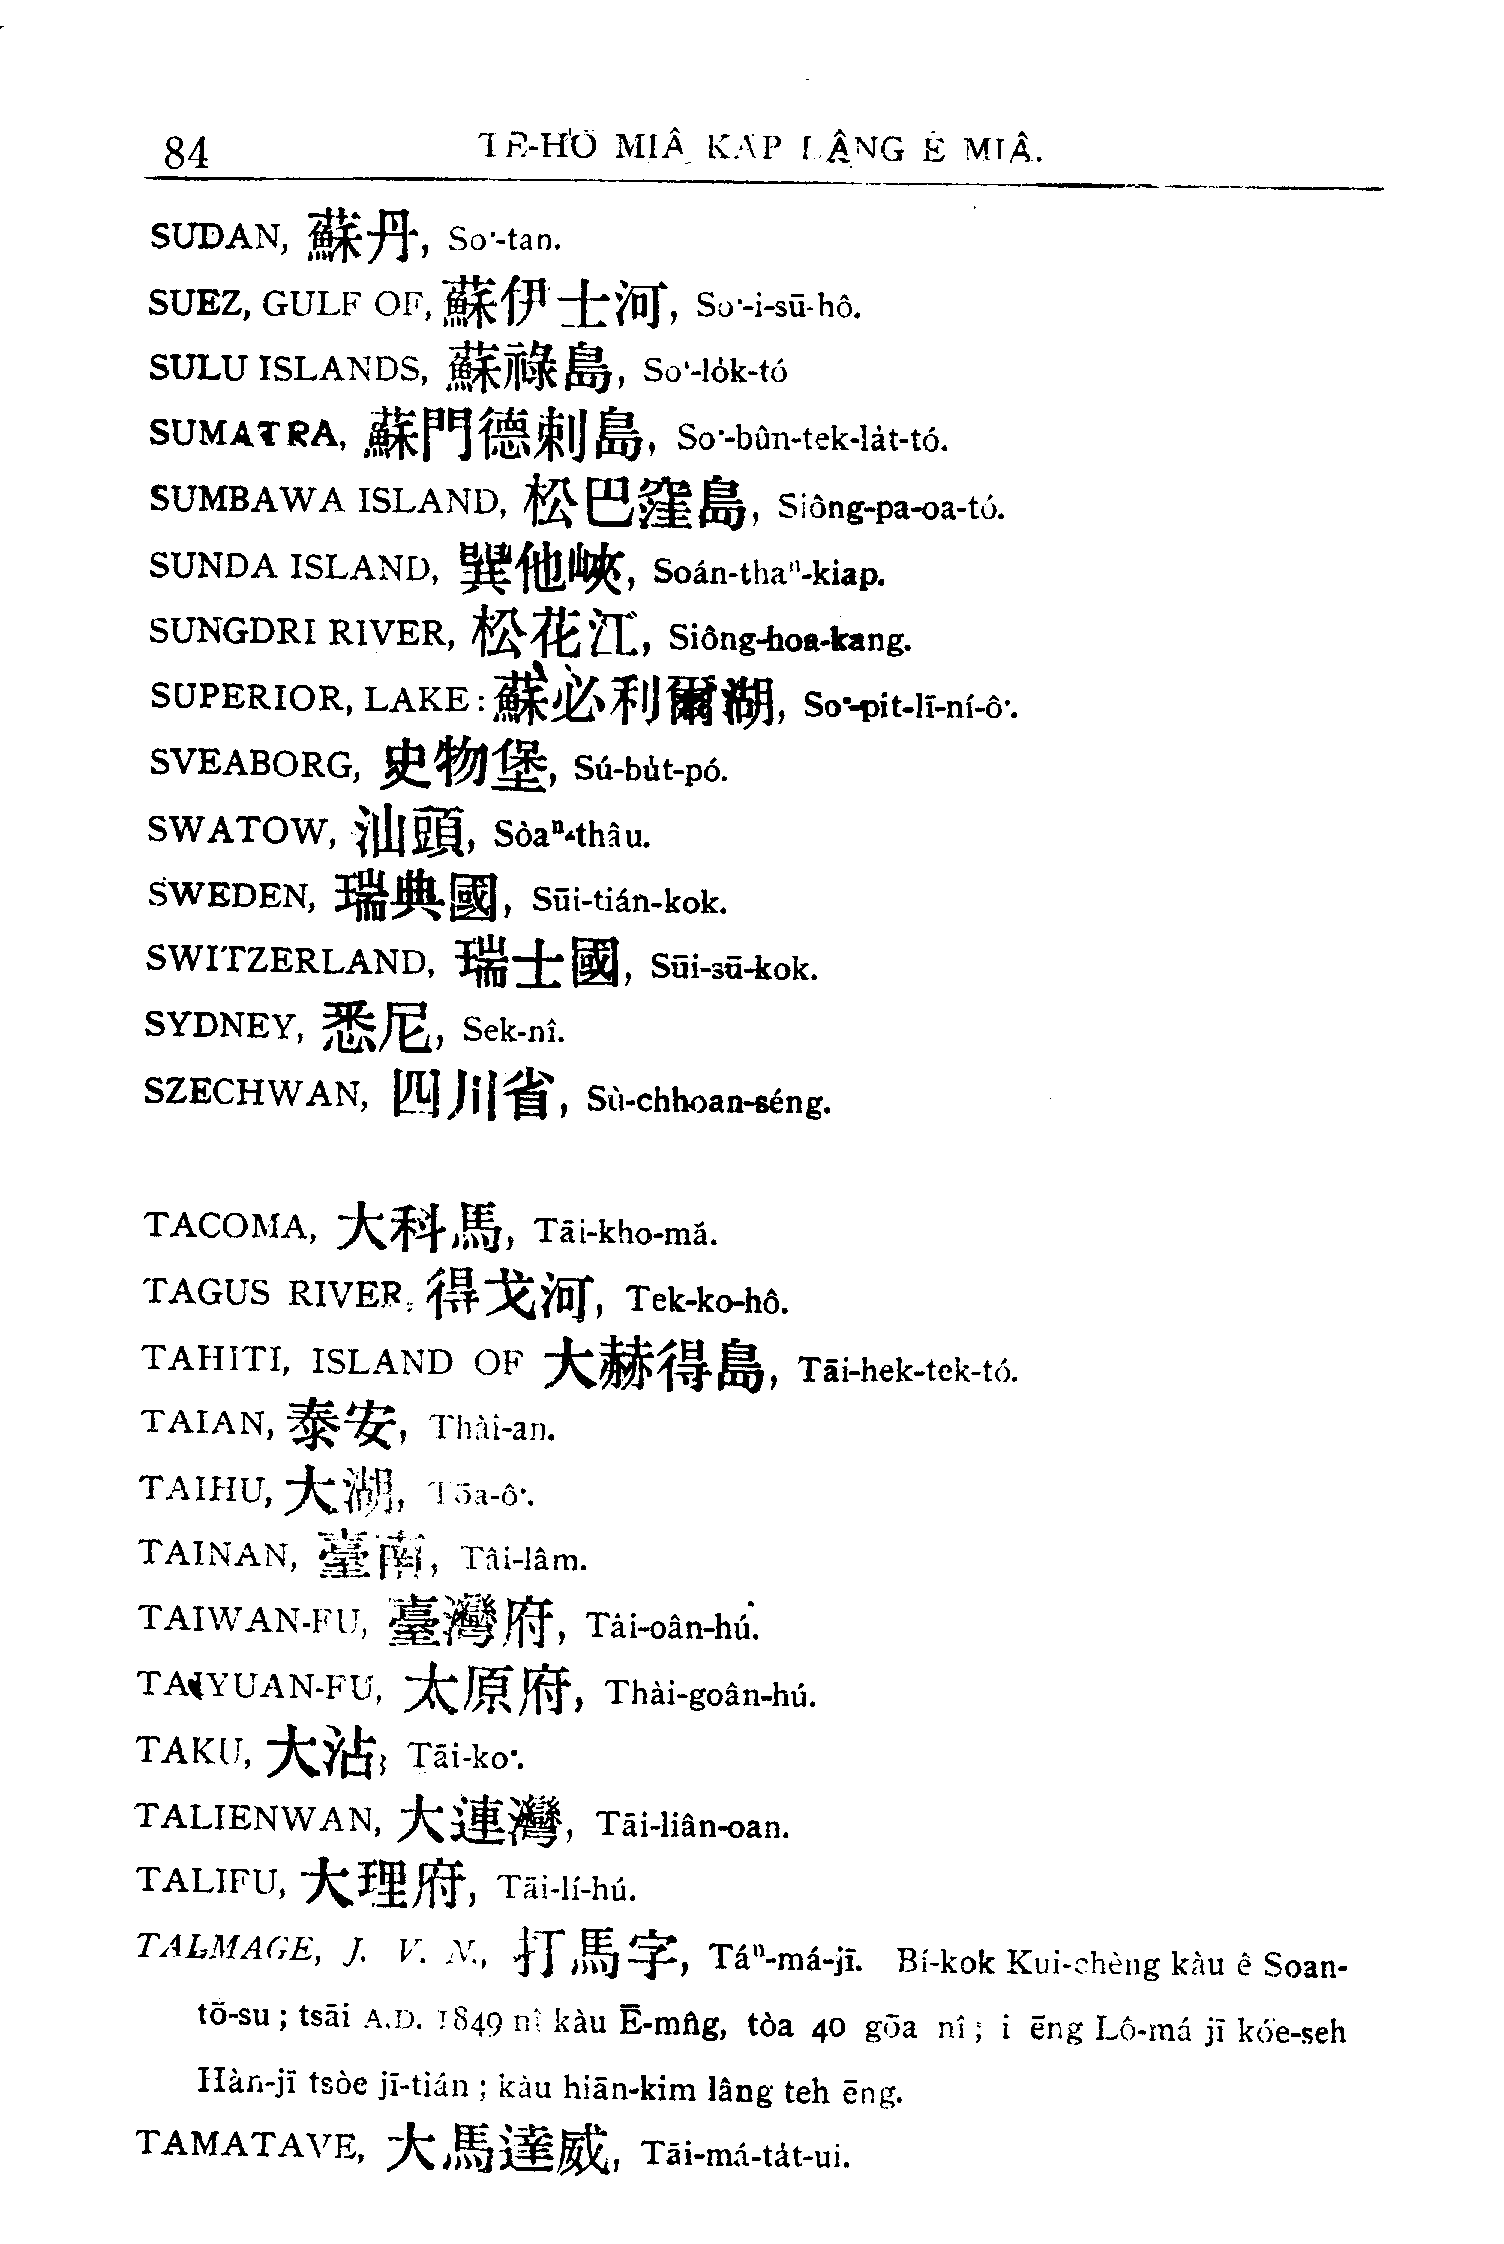 84 TĒ-HŌ MIÂ KAP LÂNG Ê MIÂ.
SUDAN, 蘇丹, So͘-tan.
SUEZ, GULF OF, 蘇伊士河, So͘-i-sū-hô.
SULU ISLANDS, 蘇祿島, So͘-lo̍k-tó
SUMATRA, 蘇門德剌島, So͘-bûn-tek-la̍t-tó.
SUMBAWA ISLAND, 松巴窪島, Siông-pa-oa-tó.
SUNDA ISLAND, 巽他峽, Soán-thaⁿ-kiap.
SUNGDRI RIVER, 松花江, Siông-hoa-kang.
SUPERIOR, LAKE: 蘇必利爾湖, So͘-pit-lī-ní-ô͘.
SVEABORG, 史物堡, Sú-bu̍t-pó.
SWATOW, 汕頭, Sòaⁿ-thâu.
SWEDEN, 瑞典國, Sūi-tián-kok.
SWITZERLAND, 瑞士國, Sūi-sū-kok.
SYDNEY, 悉尼, Sek-nî.
SZECHWAN, 四川省, Sù-chhoan-séng.
TACOMA, 大科馬, Tāi-kho-má.
TAGUS RIVER, 得戈河, Tek-ko-hô.
TAHITI, ISLAND OF 大赫得島, Tāi-hek-tek-tó.
TAIAN, 泰安, Thài-an.
TAIHU, 大湖, Tōa-ô͘.
TAINAN, 臺南, Tâi-lâm.
TAIWAN-FU, 臺灣府, Tâi-oân-hú.
TAIYUAN-FU, 太原府, Thài-goân-hú.
TAKU, 大沽, Tāi-ko͘.
TALIENWAN, 大連灣, Tāi-liân-oan.
TALIFU, 大理府, Tāi-lí-hú.
TALMAGE, J. V. N., 打馬字, Táⁿ-má-jī. Bí-kok Kui-chèng kàu ê Soan-
tō-su; tsāi A.D. 1849 nî kàu Ē-mn̂g, tòa 40 gōa nî; i ēng Lô-má jī kóe-seh
Hàn-jī tsòe jī-tián; kàu hiān-kim lâng teh ēng.
TAMATAVE, 大馬達威, Tāi-má-ta̍t-ui.